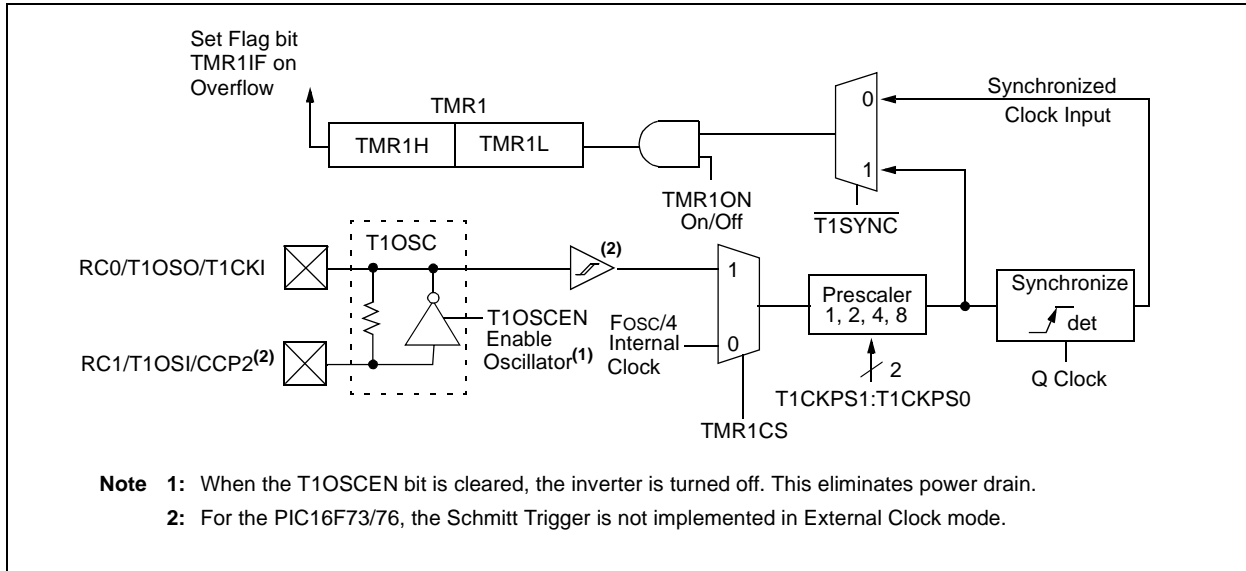 Set Flag bit
TMR1IF on
Overflow
TMR1
TMR1H
TMR1L
TMR1ON
On/Off
0
1
T1SYNC
Synchronized
Clock Input
T1OSC
RC0/T1OSO/T1CKI
(2)
RC1/T1OSI/CCP2(2)
T1OSCEN
Enable
Oscillator(1)
FOSC/4
Internal
Clock
1
0
TMR1CS
Prescaler
1, 2, 4, 8
2
T1CKPS1:T1CKPS0
Synchronize
det
Q Clock
Note 1: When the T1OSCEN bit is cleared, the inverter is turned off. This eliminates power drain.
2: For the PIC16F73/76, the Schmitt Trigger is not implemented in External Clock mode.